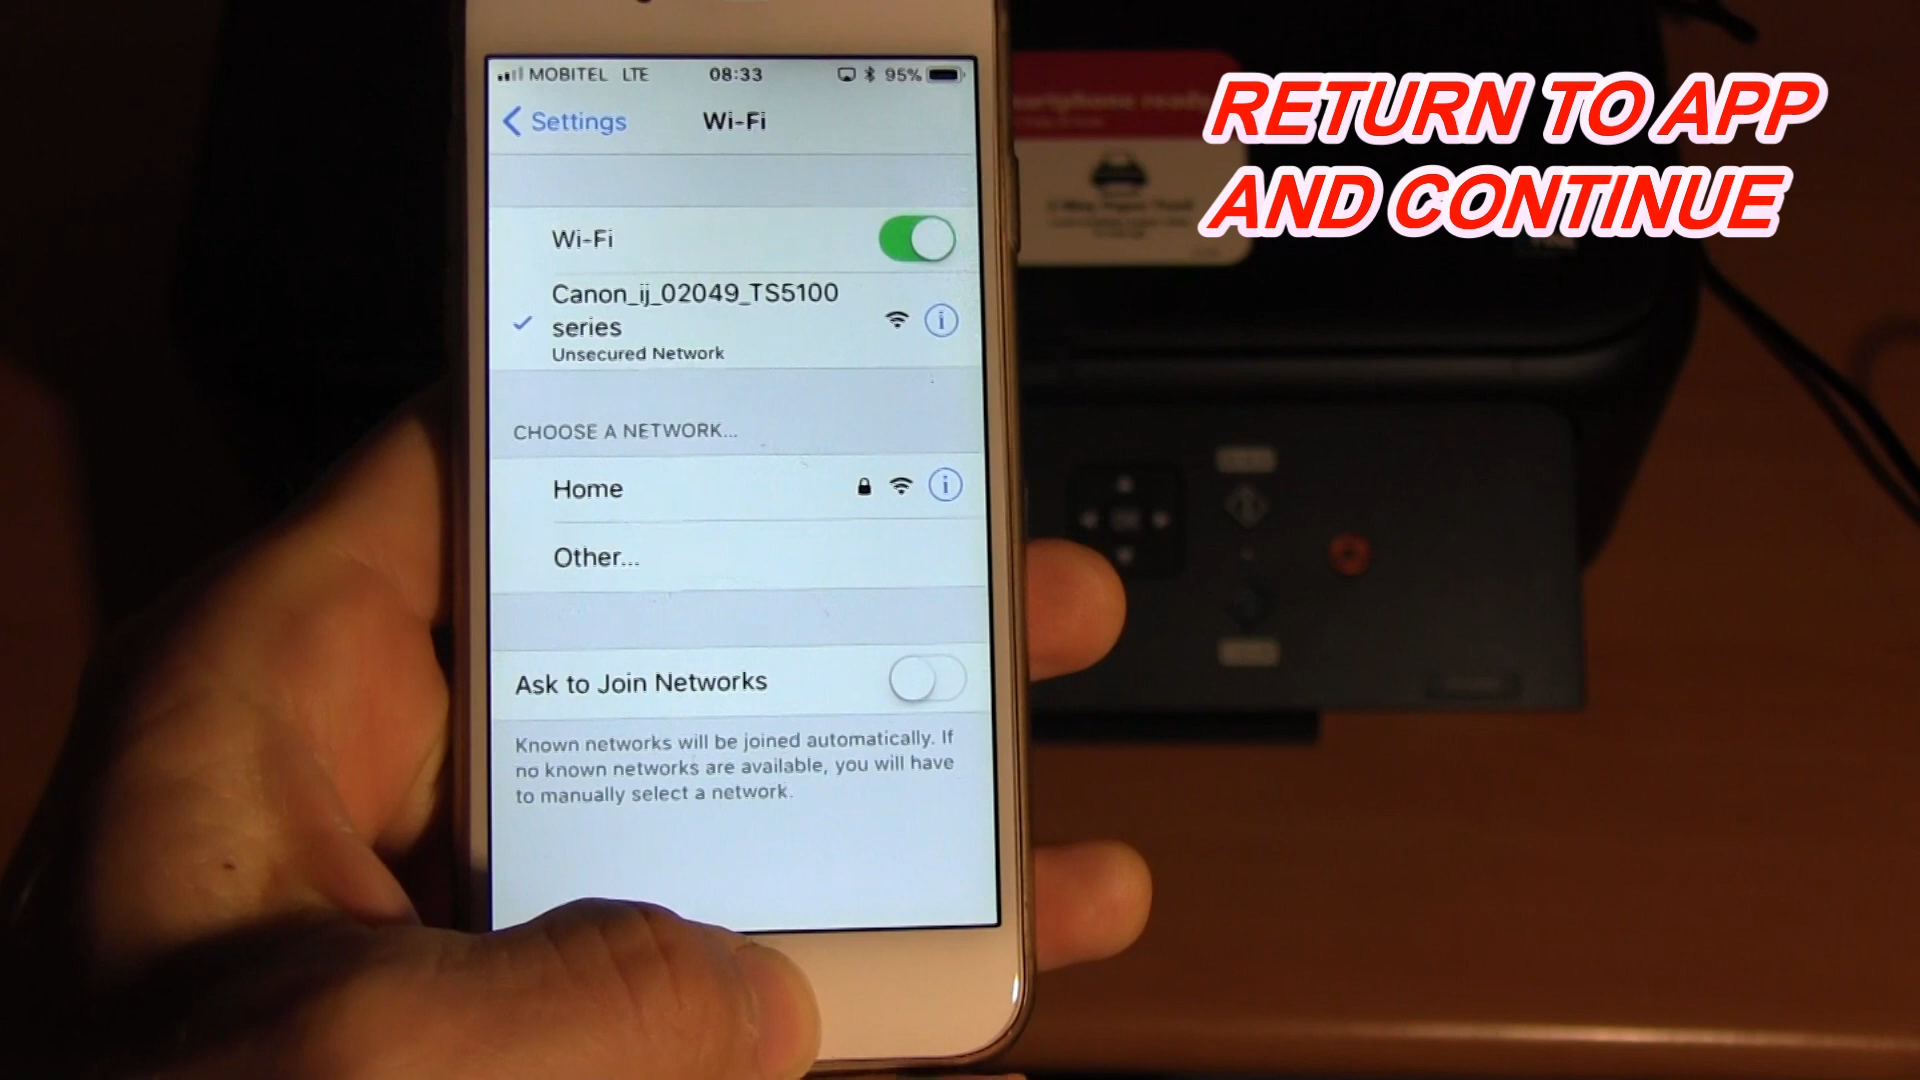 MOBITEL LTE 08:33 95%
Settings Wi-Fi
Wi-Fi
Canon_ij_02049_TS5100
series
Unsecured Network
CHOOSE A NETWORK...
Home
Other...
Ask to Join Networks
Known networks will be joined automatically. If
no known networks are available, you will have
to manually select a network.
RETURN TO APP
AND CONTINUE